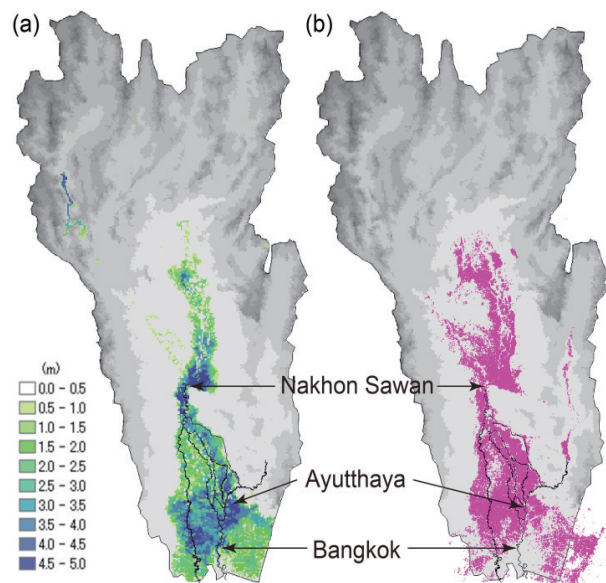 (a)
(b)
(m)
0.0 - 0.5
0.5 - 1.0
1.0 - 1.5
1.5 - 2.0
2.0 - 2.5
2.5 - 3.0
3.0 - 3.5
3.5 - 4.0
4.0 - 4.5
4.5 - 5.0
Nakhon Sawan
Ayutthaya
Bangkok